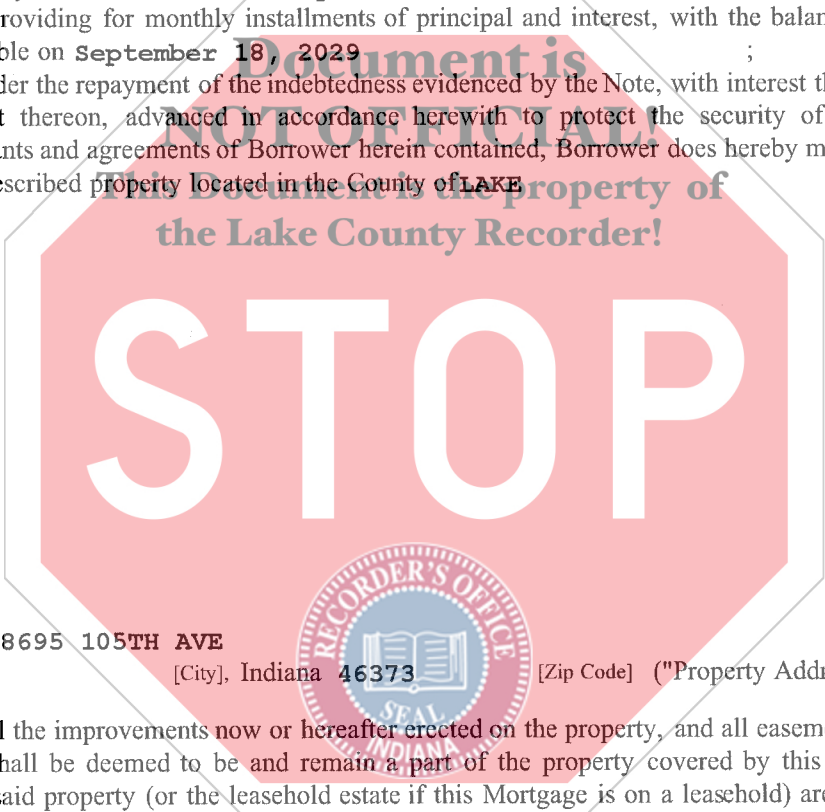 roviding for monthly installments of principal and interest, with the balan
ble on September 18, 2029 ;
Document is
der the repayment of the indebtedness evidenced by the Note, with interest th
t thereon, advanced in accordance herewith to protect the security of
NOT OFFICIAL!
nts and agreements of Borrower herein contained, Borrower does hereby m
escribed property located in the County of LAKE
This Document is the property of
the Lake County Recorder!
STOP
RECORDER'S OFFICE
8695 105TH AVE
[City], Indiana 46373 [Zip Code] ("Property Addr
SEAL
INDIANA
l the improvements now or hereafter erected on the property, and all easem
hall be deemed to be and remain a part of the property covered by this
said property (or the leasehold estate if this Mortgage is on a leasehold) are